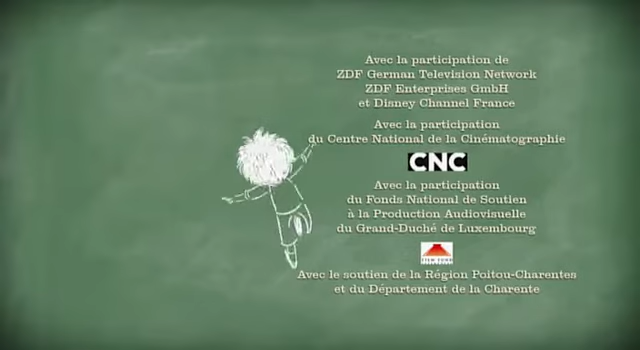 Avec la participation de
ZDF German Television Network
ZDF Enterprises GmbH
et Disney Channel France
Avec la participation
du Centre National de la Cinématographie
CNC
Avec la participation
du Fonds National de Soutien
à la Production Audiovisuelle
du Grand-Duché de Luxembourg
FILM FUND
Avec le soutien de la Région Poitou-Charentes
et du Département de la Charente